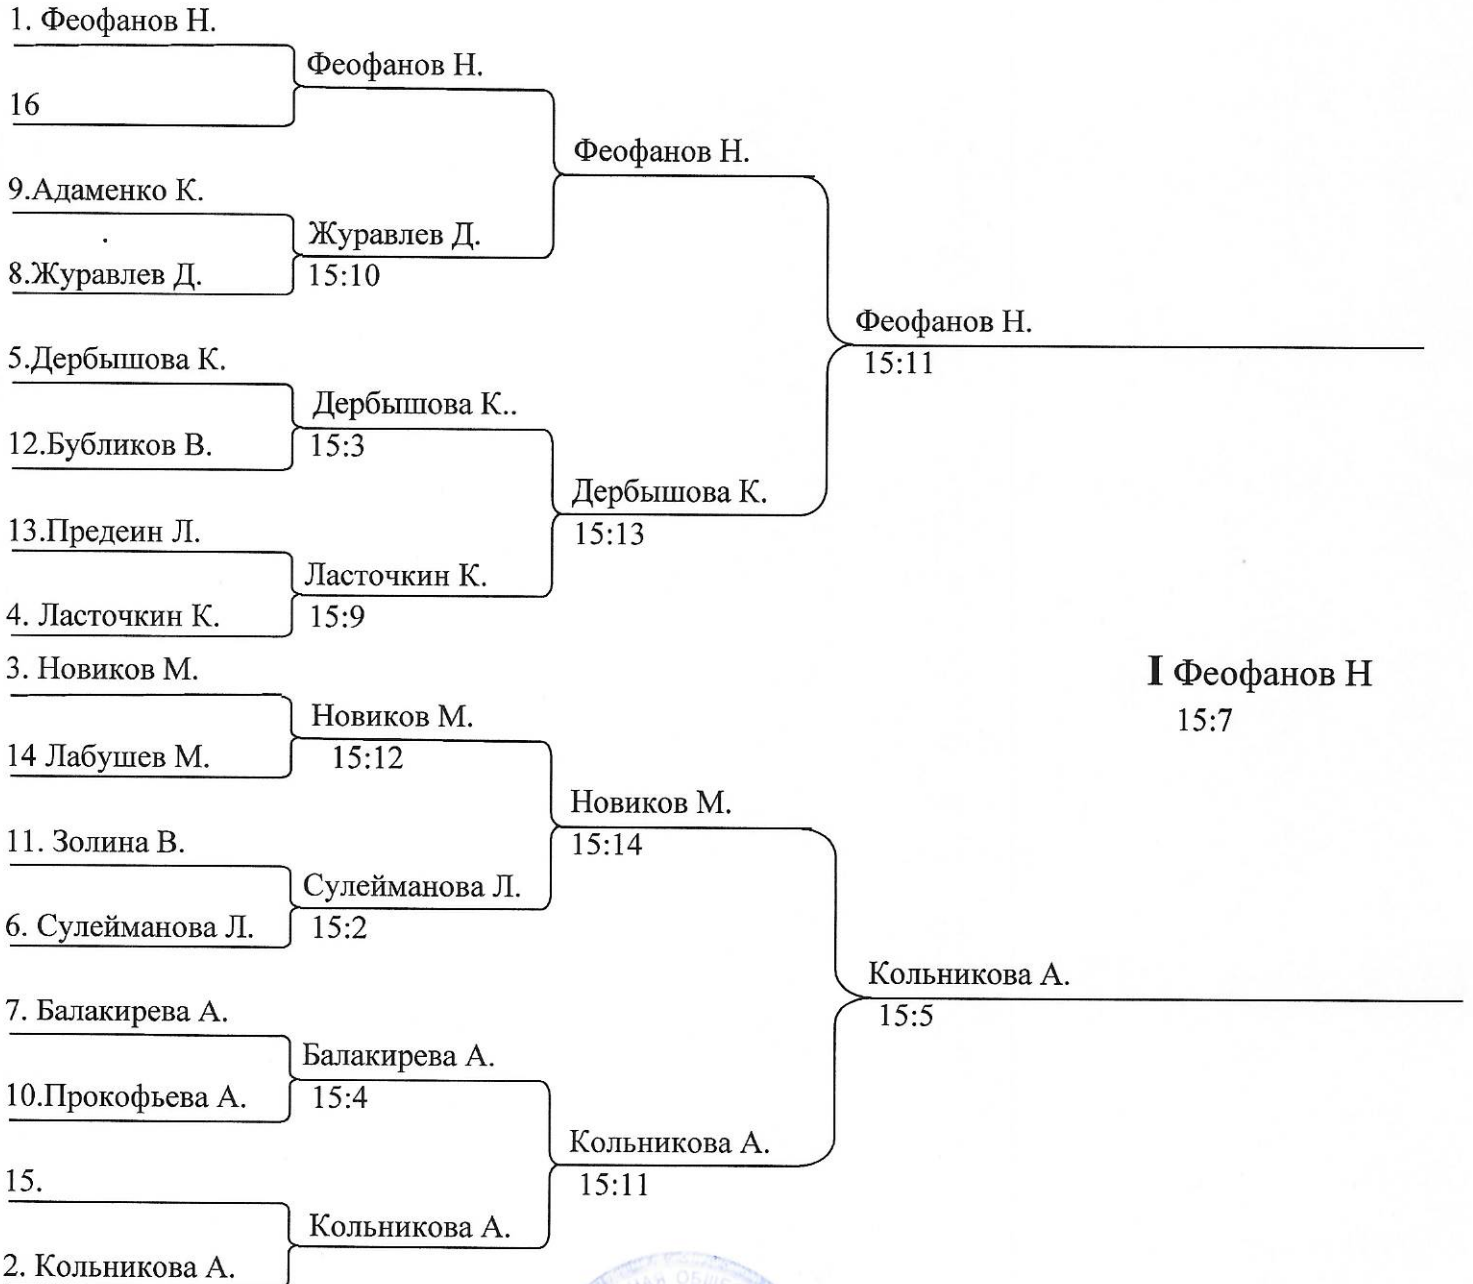 1. Феофанов Н.
Феофанов Н.
16
Феофанов Н.
9.Адаменко К.
Журавлев Д.
8.Журавлев Д.
15:10
Феофанов Н.
15:11
5.Дербышова К.
Дербышова К..
12.Бубликов В.
15:3
Дербышова К.
15:13
13.Предеин Л.
Ласточкин К.
4. Ласточкин К.
15:9
3. Новиков М.
I Феофанов Н
15:7
Новиков М.
14 Лабушев М.
15:12
Новиков М.
15:14
11. Золина В.
Сулейманова Л.
6. Сулейманова Л.
15:2
Кольникова А.
15:5
7. Балакирева А.
Балакирева А.
10.Прокофьева А.
15:4
Кольникова А.
15:11
15.
Кольникова А.
2. Кольникова А.